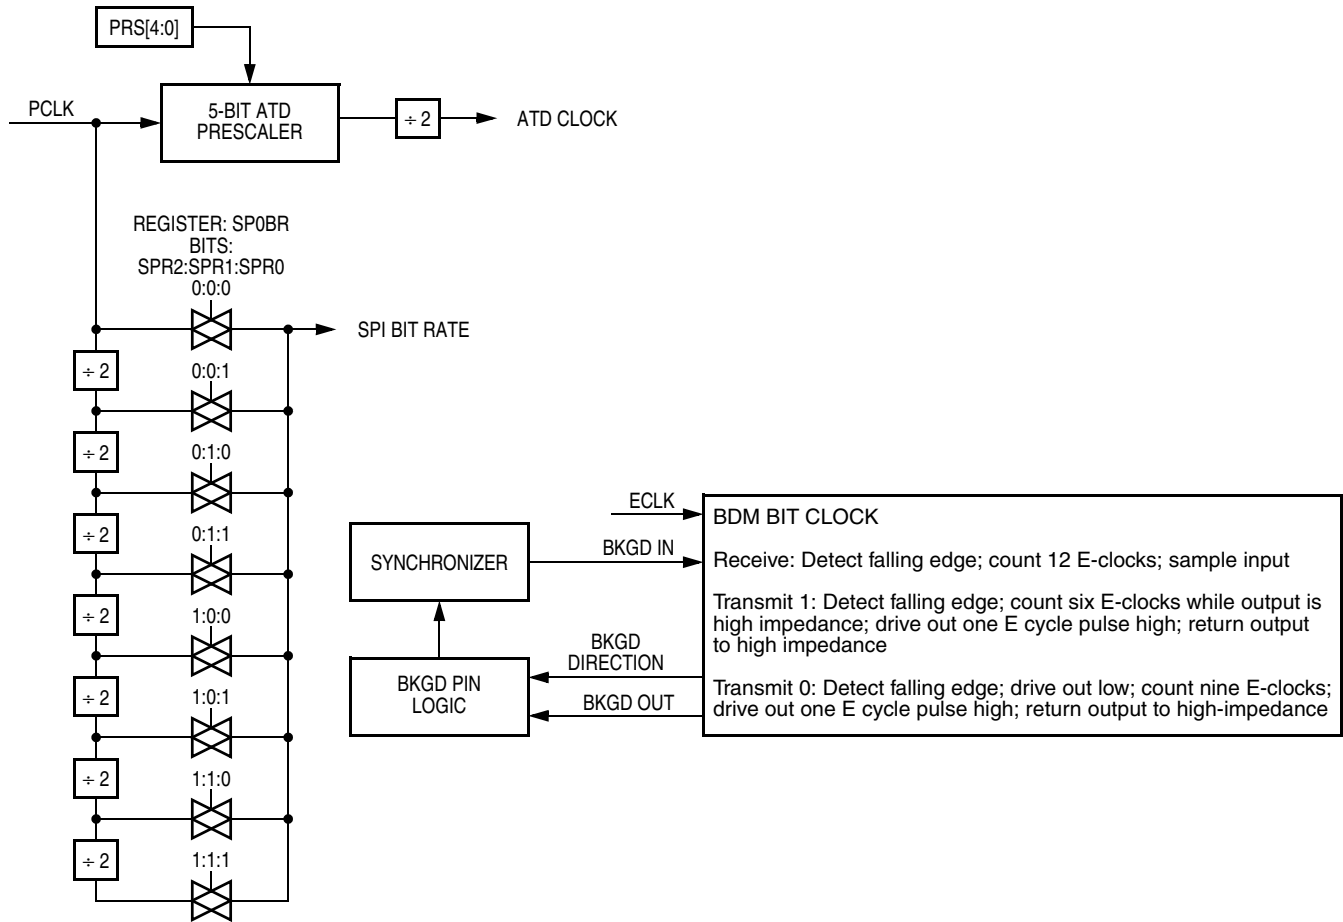 PRS[4:0]
PCLK
5-BIT ATD
PRESCALER
÷ 2
ATD CLOCK
REGISTER: SP0BR
BITS:
SPR2:SPR1:SPR0
0:0:0
SPI BIT RATE
÷ 2
0:0:1
÷ 2
0:1:0
÷ 2
0:1:1
÷ 2
1:0:0
÷ 2
1:0:1
÷ 2
1:1:0
÷ 2
1:1:1
SYNCHRONIZER
BKGD PIN
LOGIC
ECLK
BKGD IN
BKGD
DIRECTION
BKGD OUT
BDM BIT CLOCK
Receive: Detect falling edge; count 12 E-clocks; sample input
Transmit 1: Detect falling edge; count six E-clocks while output is
high impedance; drive out one E cycle pulse high; return output
to high impedance
Transmit 0: Detect falling edge; drive out low; count nine E-clocks;
drive out one E cycle pulse high; return output to high-impedance